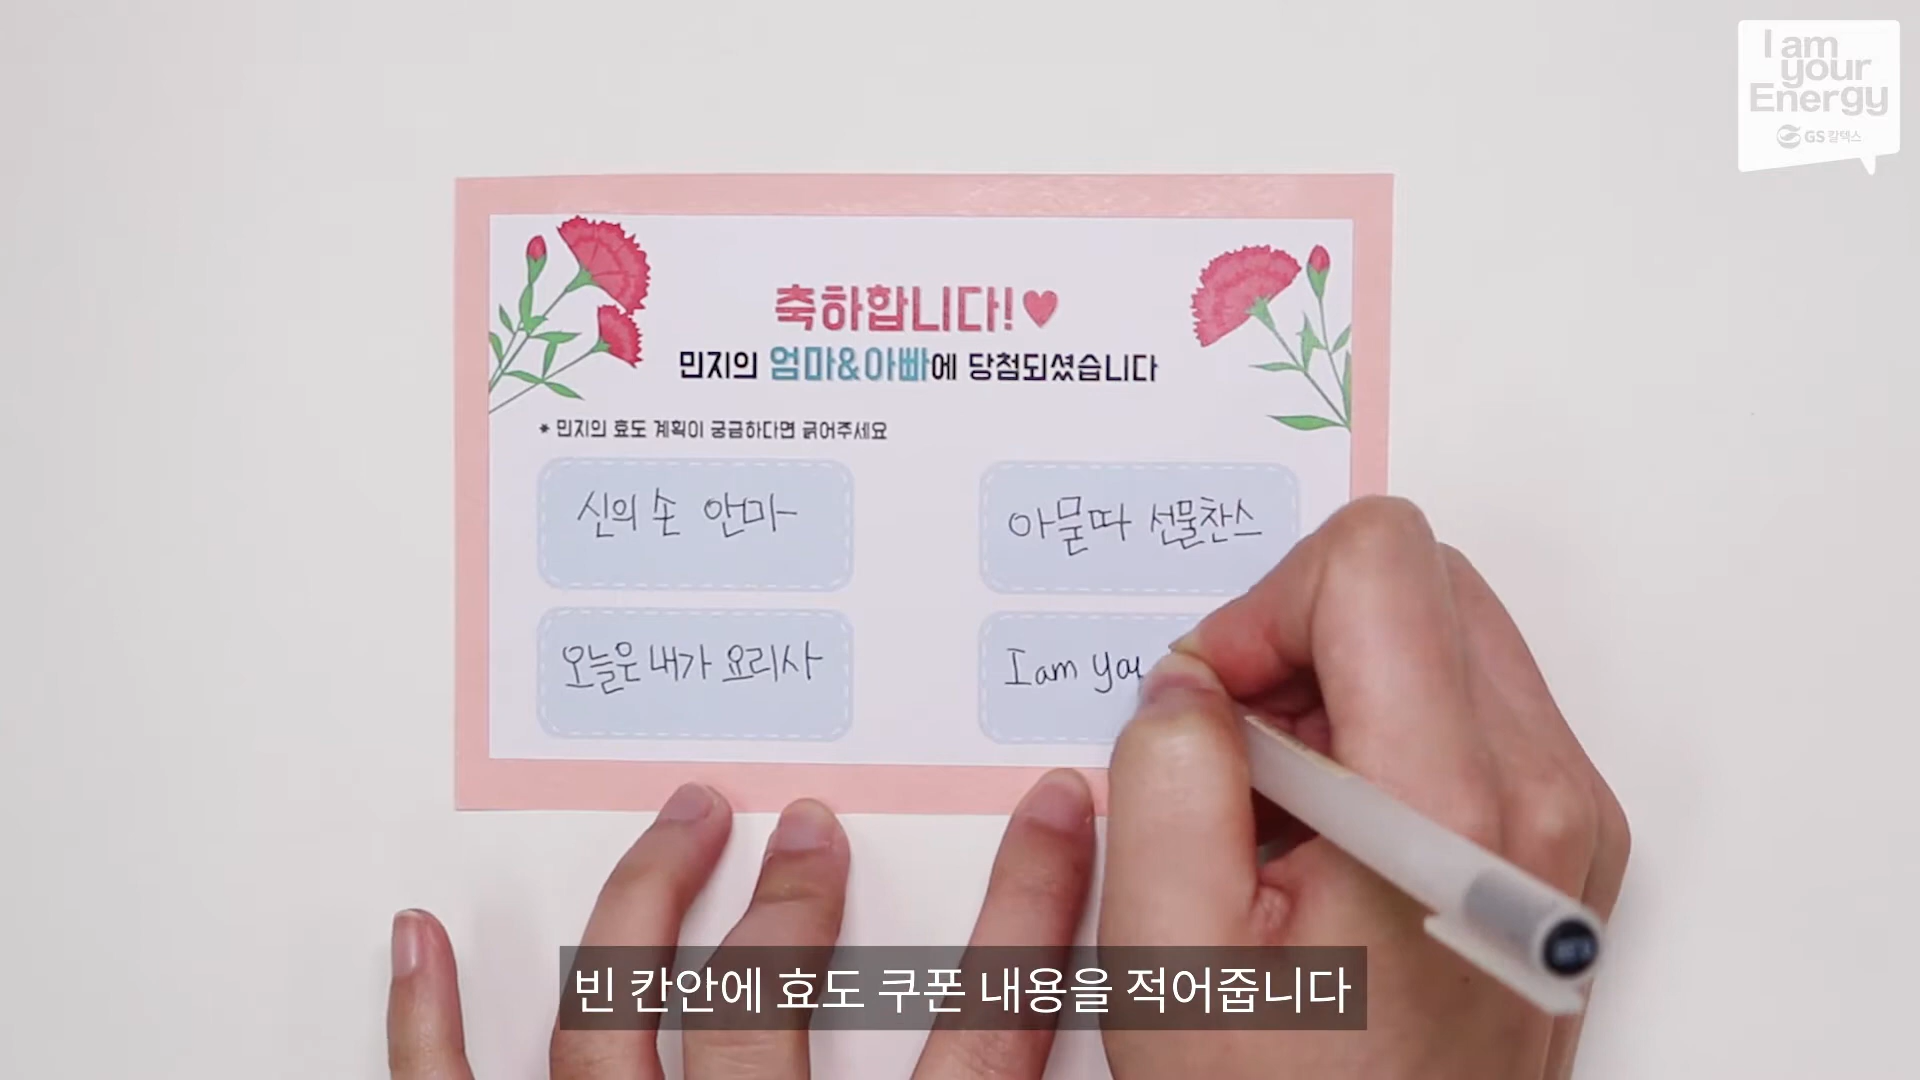 I am
your
Energy
GS 칼텍스
축하합니다!♥
민지의 엄마&아빠에 당첨되셨습니다
* 민지의 효도 계획이 궁금하다면 긁어주세요
신의 손 안마
아묻따 선물찬스
오늘은 내가 요리사
I am you
빈 칸안에 효도 쿠폰 내용을 적어줍니다